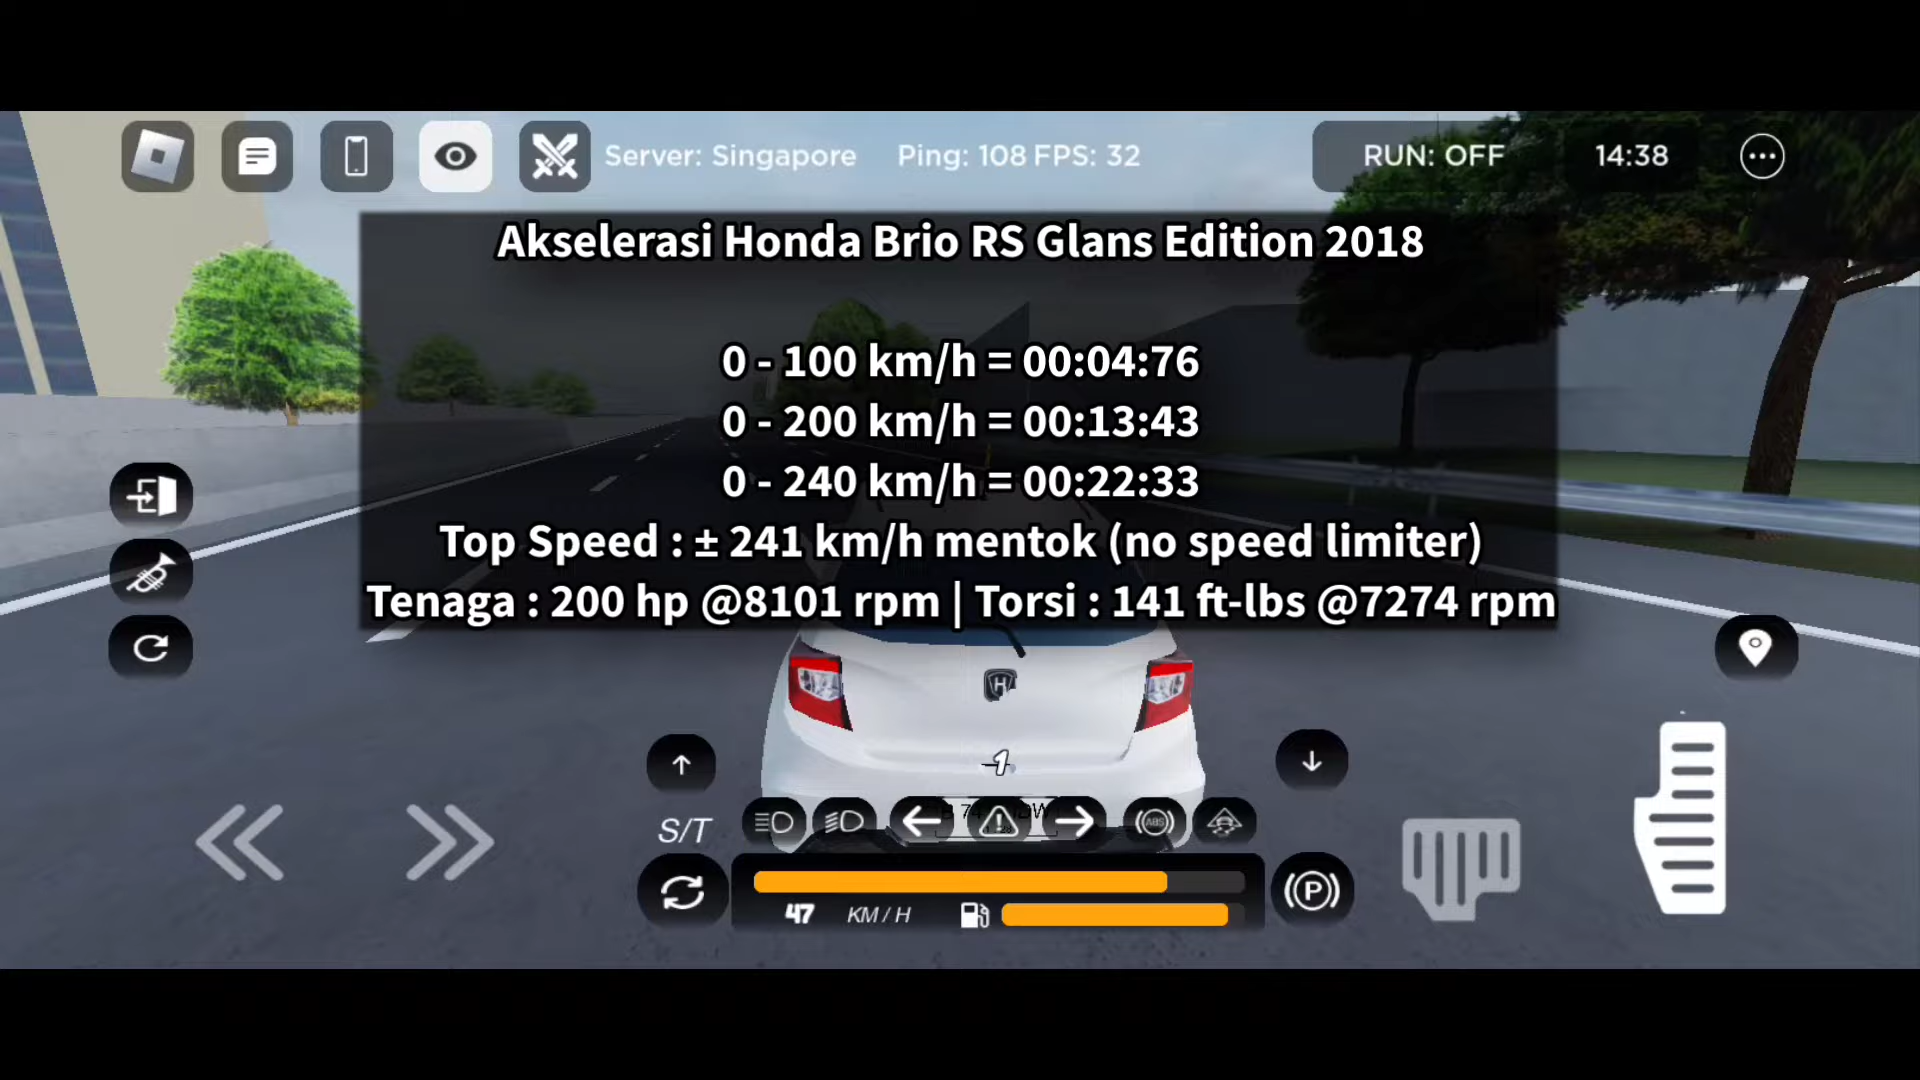 Server: Singapore Ping: 108 FPS: 32 RUN: OFF 14:38
Akselerasi Honda Brio RS Glans Edition 2018
0 - 100 km/h = 00:04:76
0 - 200 km/h = 00:13:43
0 - 240 km/h = 00:22:33
Top Speed : ± 241 km/h mentok (no speed limiter)
Tenaga : 200 hp @8101 rpm | Torsi : 141 ft-lbs @7274 rpm
H
1
S/T
ABS
P
47 KM / H